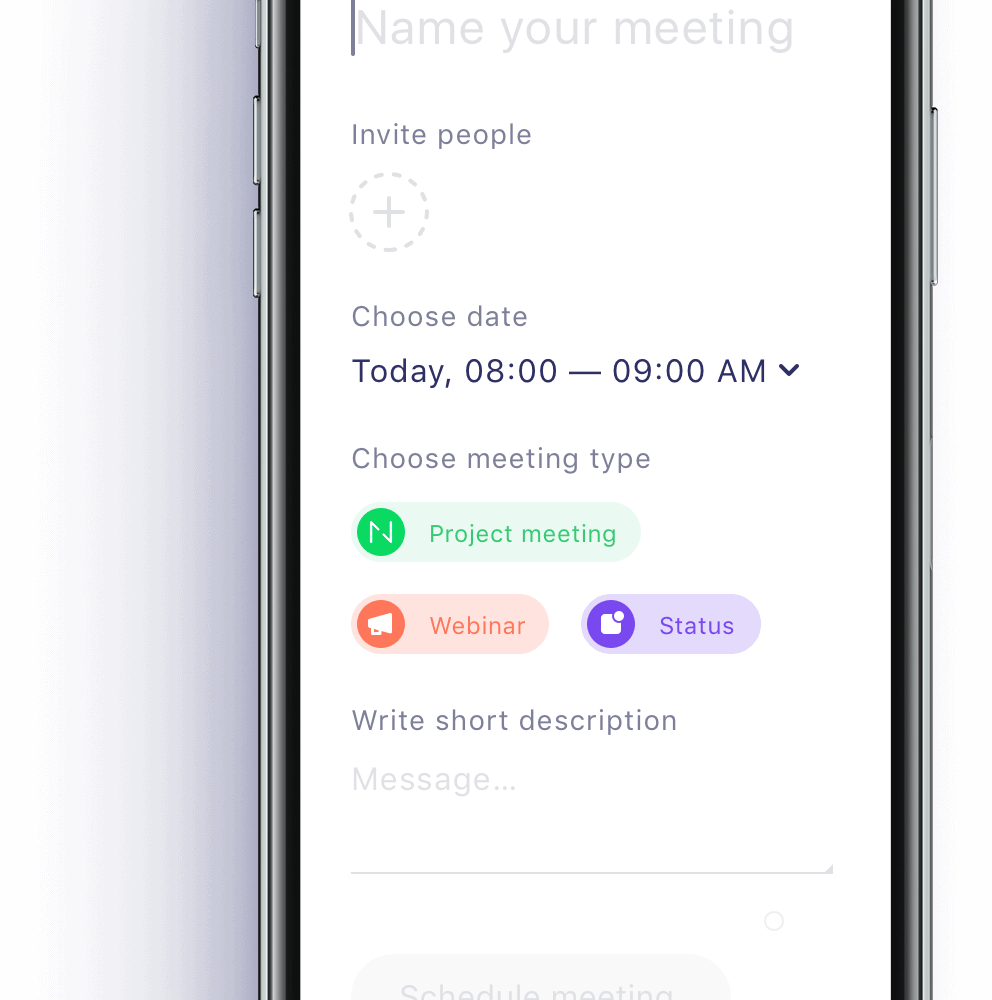 Name your meeting
Invite people
Choose date
Today, 08:00 — 09:00 AM
Choose meeting type
Project meeting
Webinar
Status
Write short description
Message...
Schedule meeting